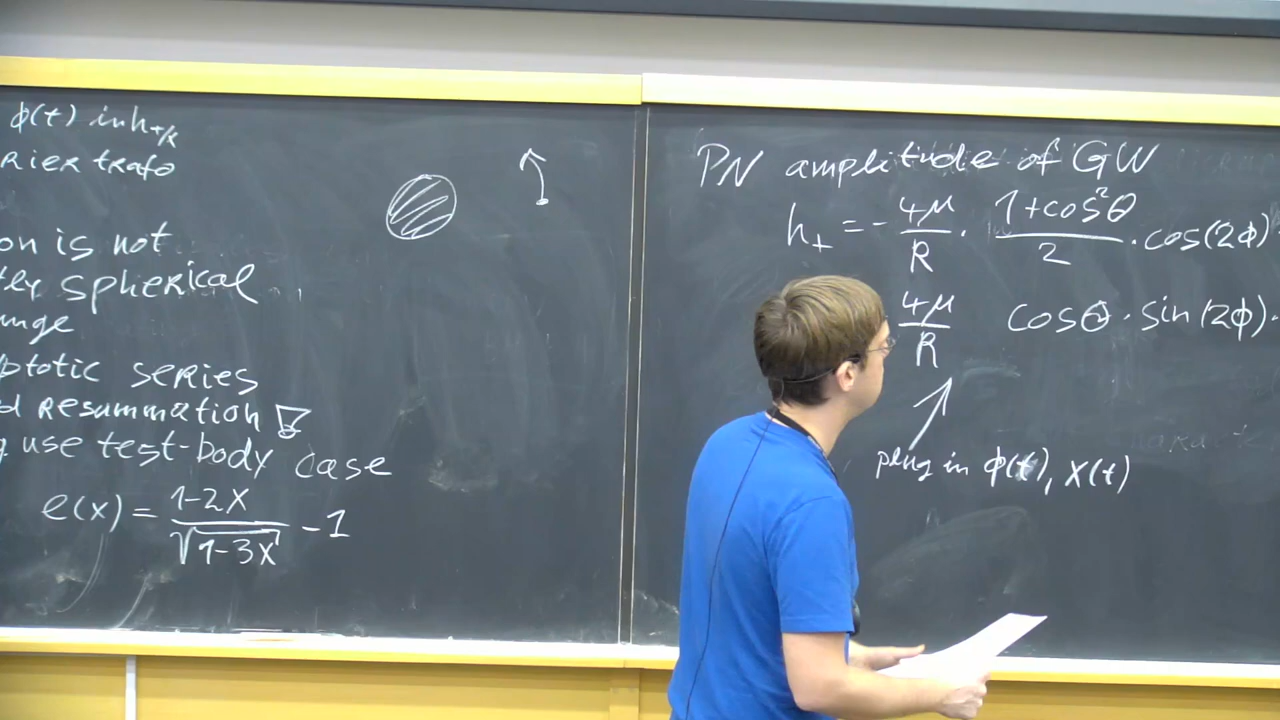 ϕ(t) in h+/x
rier trafo
on is not
spherical
nge
ptotic series
d resummation
use test-body case
e(x) = (1-2x)/√(1-3x) - 1
PN amplitude of GW
h+ = - 4μ/R · (1+cos²θ)/2 · cos(2ϕ) ·
4μ/R cosθ · sin(2ϕ) ·
plug in ϕ(t), x(t)